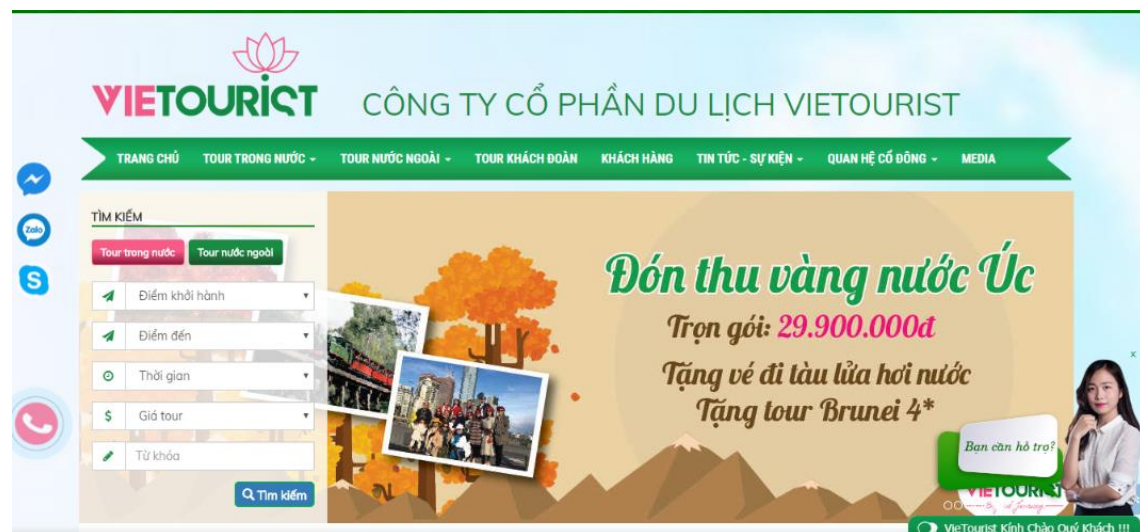 VIETOURIST
CÔNG TY CỔ PHẦN DU LỊCH VIETOURIST
TRANG CHỦ TOUR TRONG NƯỚC TOUR NƯỚC NGOÀI TOUR KHÁCH ĐOÀN KHÁCH HÀNG TIN TỨC - SỰ KIỆN QUAN HỆ CỔ ĐÔNG MEDIA
Zalo
S
TÌM KIẾM
Tour trong nước Tour nước ngoài
Điểm khởi hành
Điểm đến
Thời gian
$ Giá tour
Từ khóa
Tìm kiếm
Đón thu vàng nước Úc
Trọn gói: 29.900.000đ
Tặng vé đi tàu lửa hơi nước
Tặng tour Brunei 4*
x
Bạn cần hỗ trợ?
VIETOURIST
VieTourist Kính Chào Quý Khách !!!